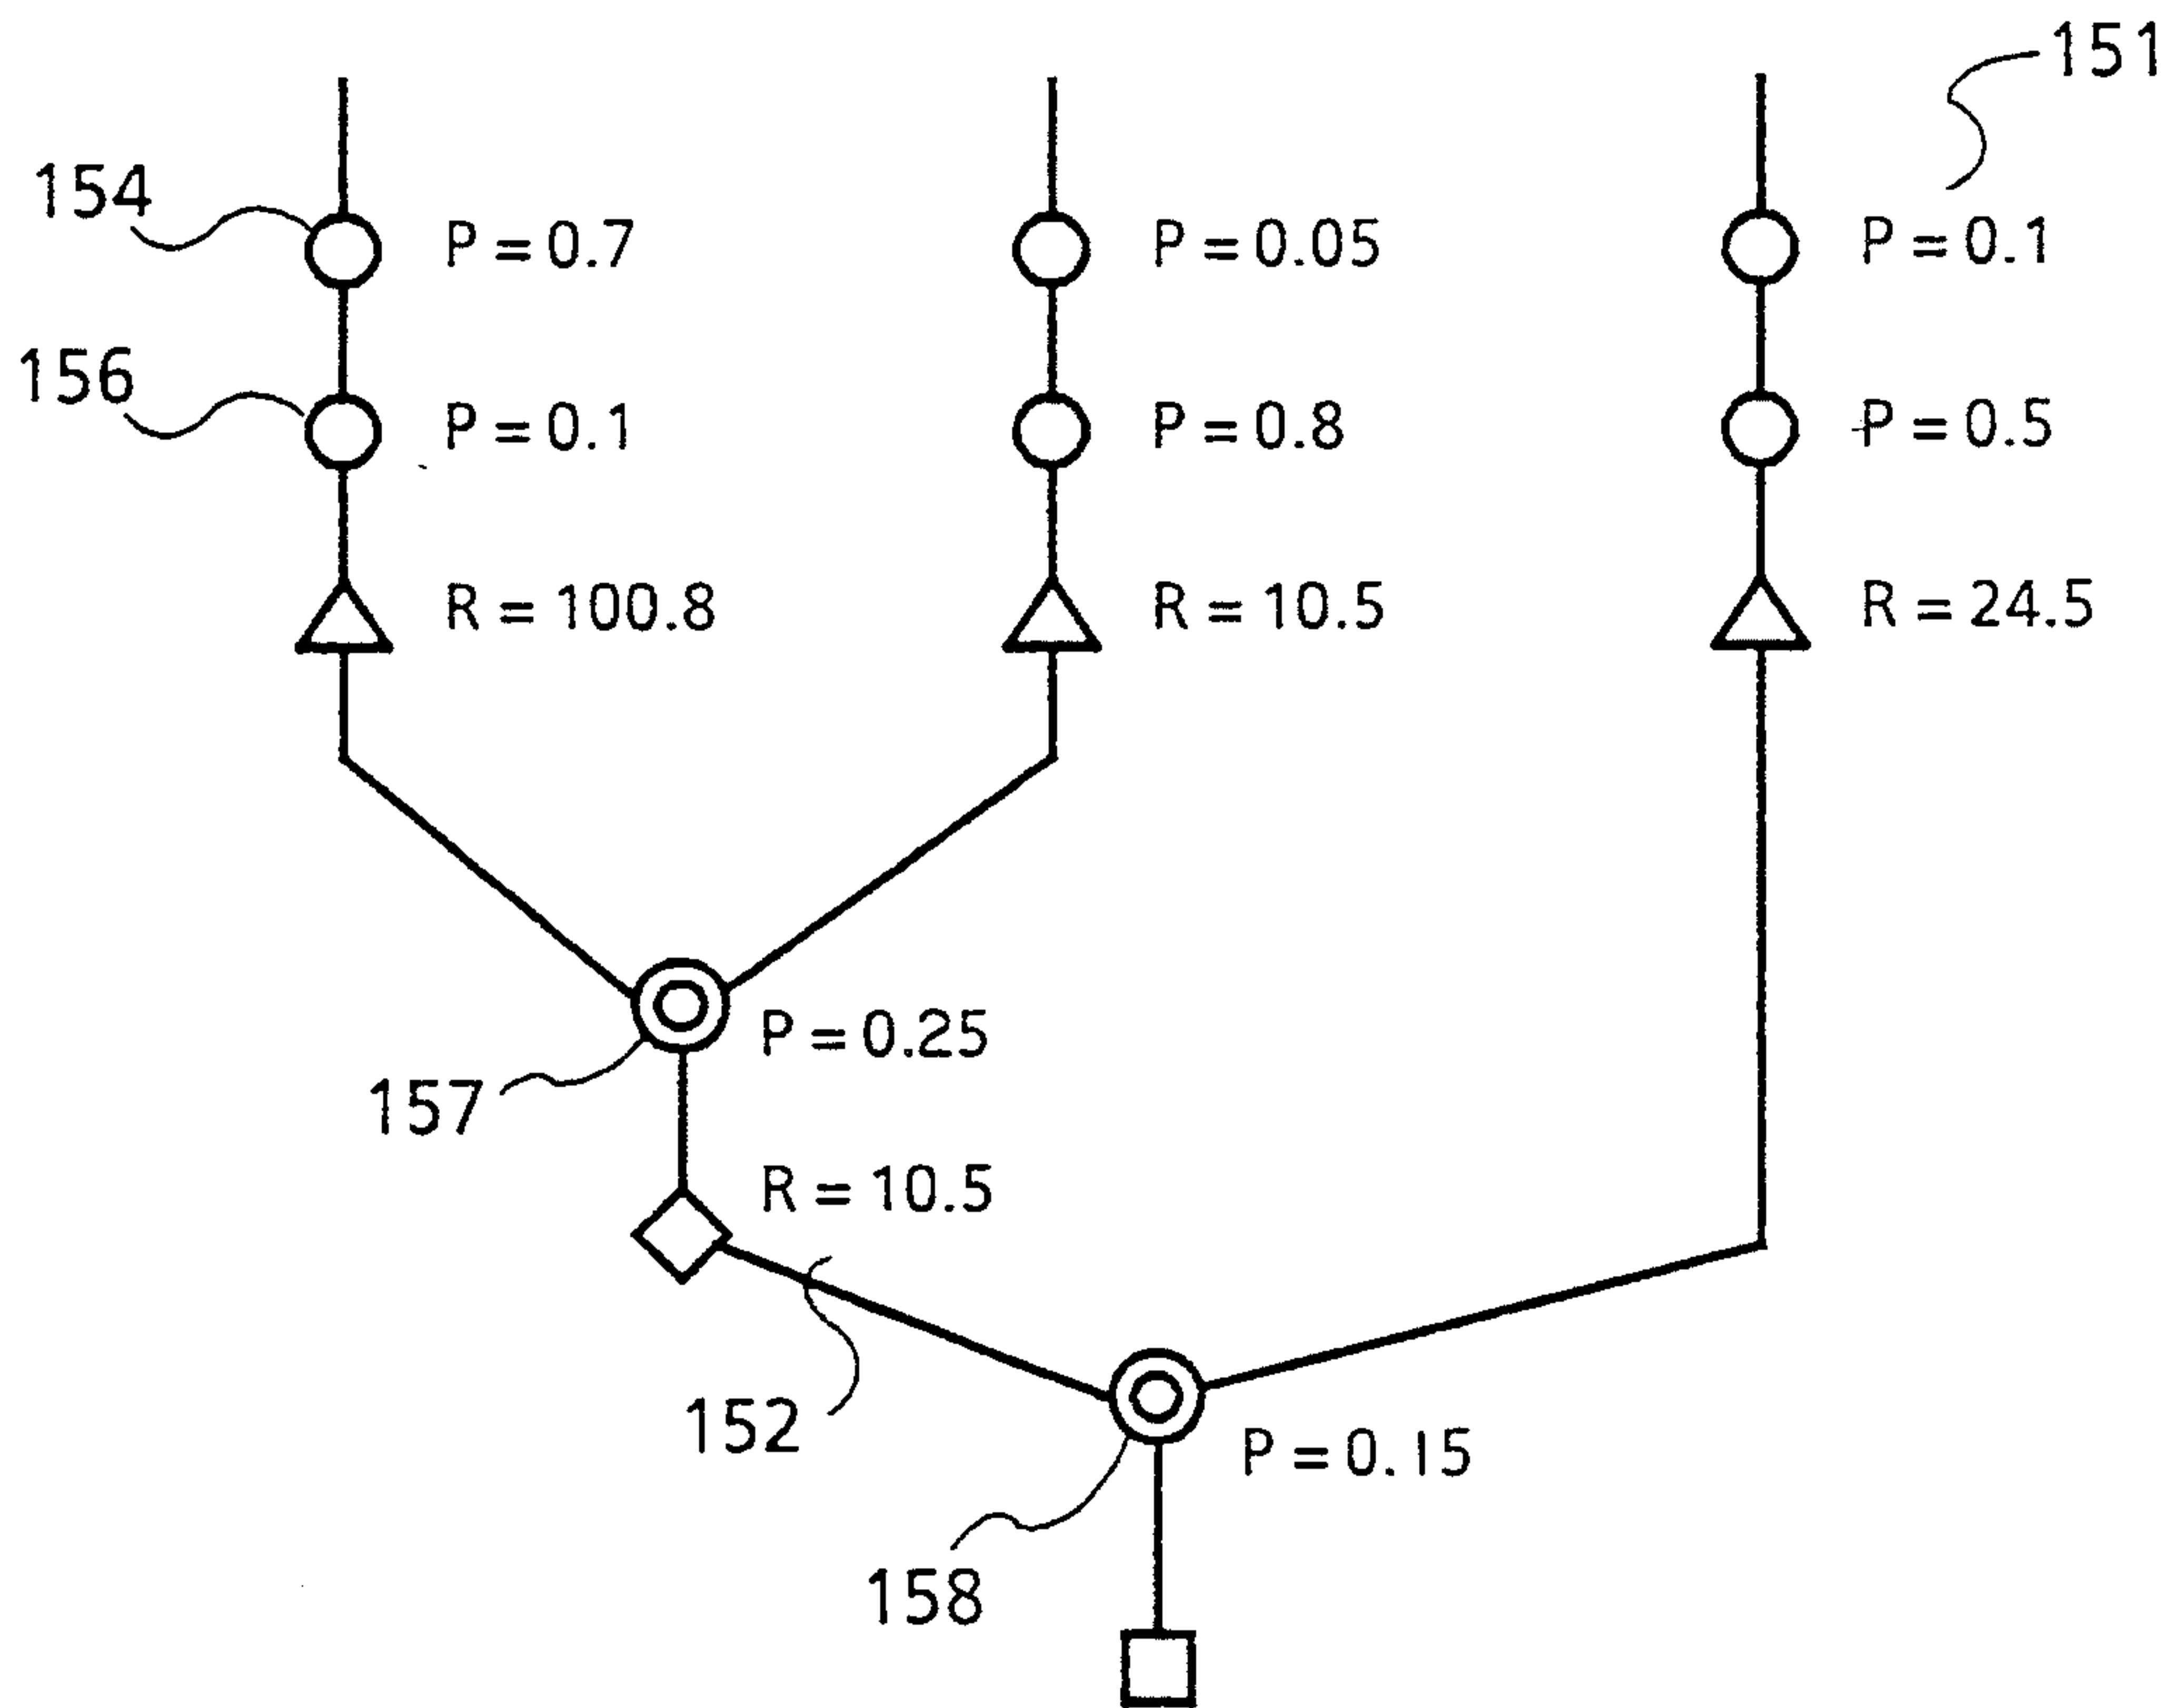 151
154
P = 0.7
P = 0.05
P = 0.1
156
P = 0.1
P = 0.8
P = 0.5
R = 100.8
R = 10.5
R = 24.5
P = 0.25
157
R = 10.5
152
P = 0.15
158